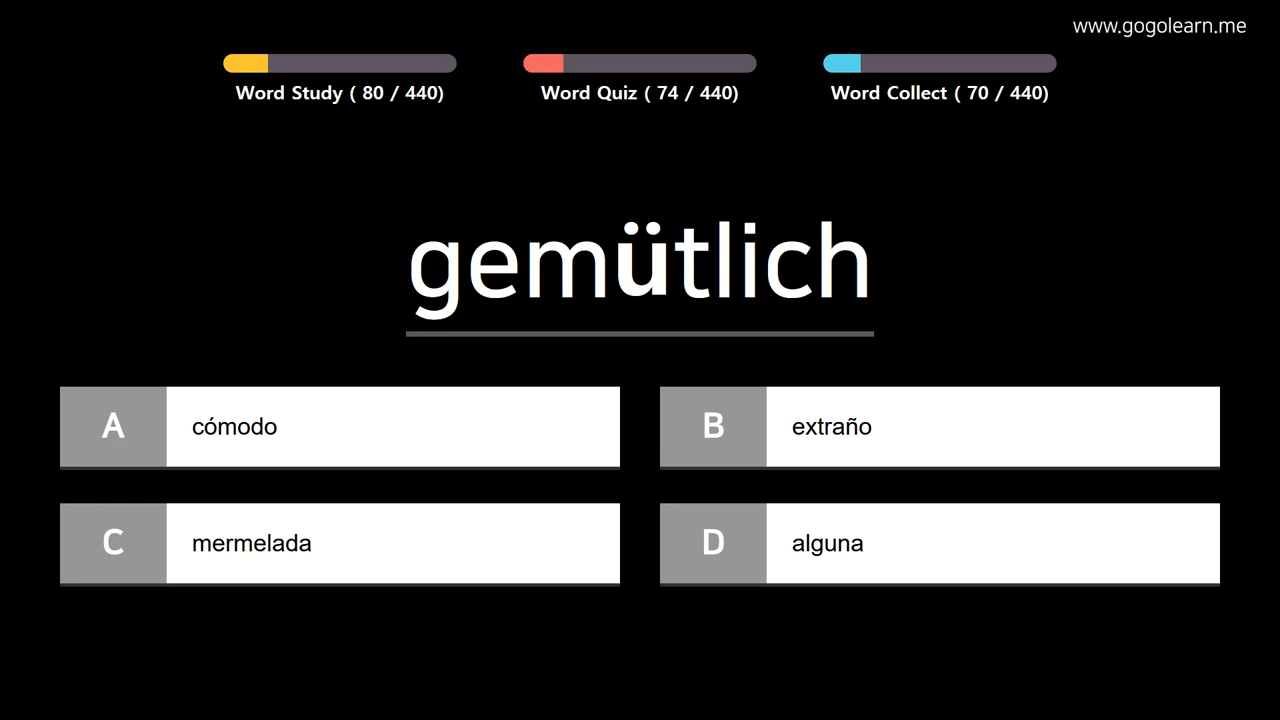 www.gogolearn.me
Word Study ( 80 / 440)
Word Quiz ( 74 / 440)
Word Collect ( 70 / 440)
gemütlich
A cómodo
B extraño
C mermelada
D alguna